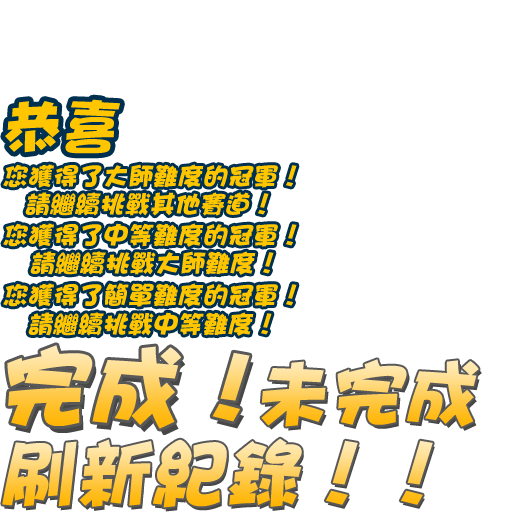 恭喜
您獲得了大師難度的冠軍！
請繼續挑戰其他賽道！
您獲得了中等難度的冠軍！
請繼續挑戰大師難度！
您獲得了簡單難度的冠軍！
請繼續挑戰中等難度！
完成！未完成
刷新紀錄！！